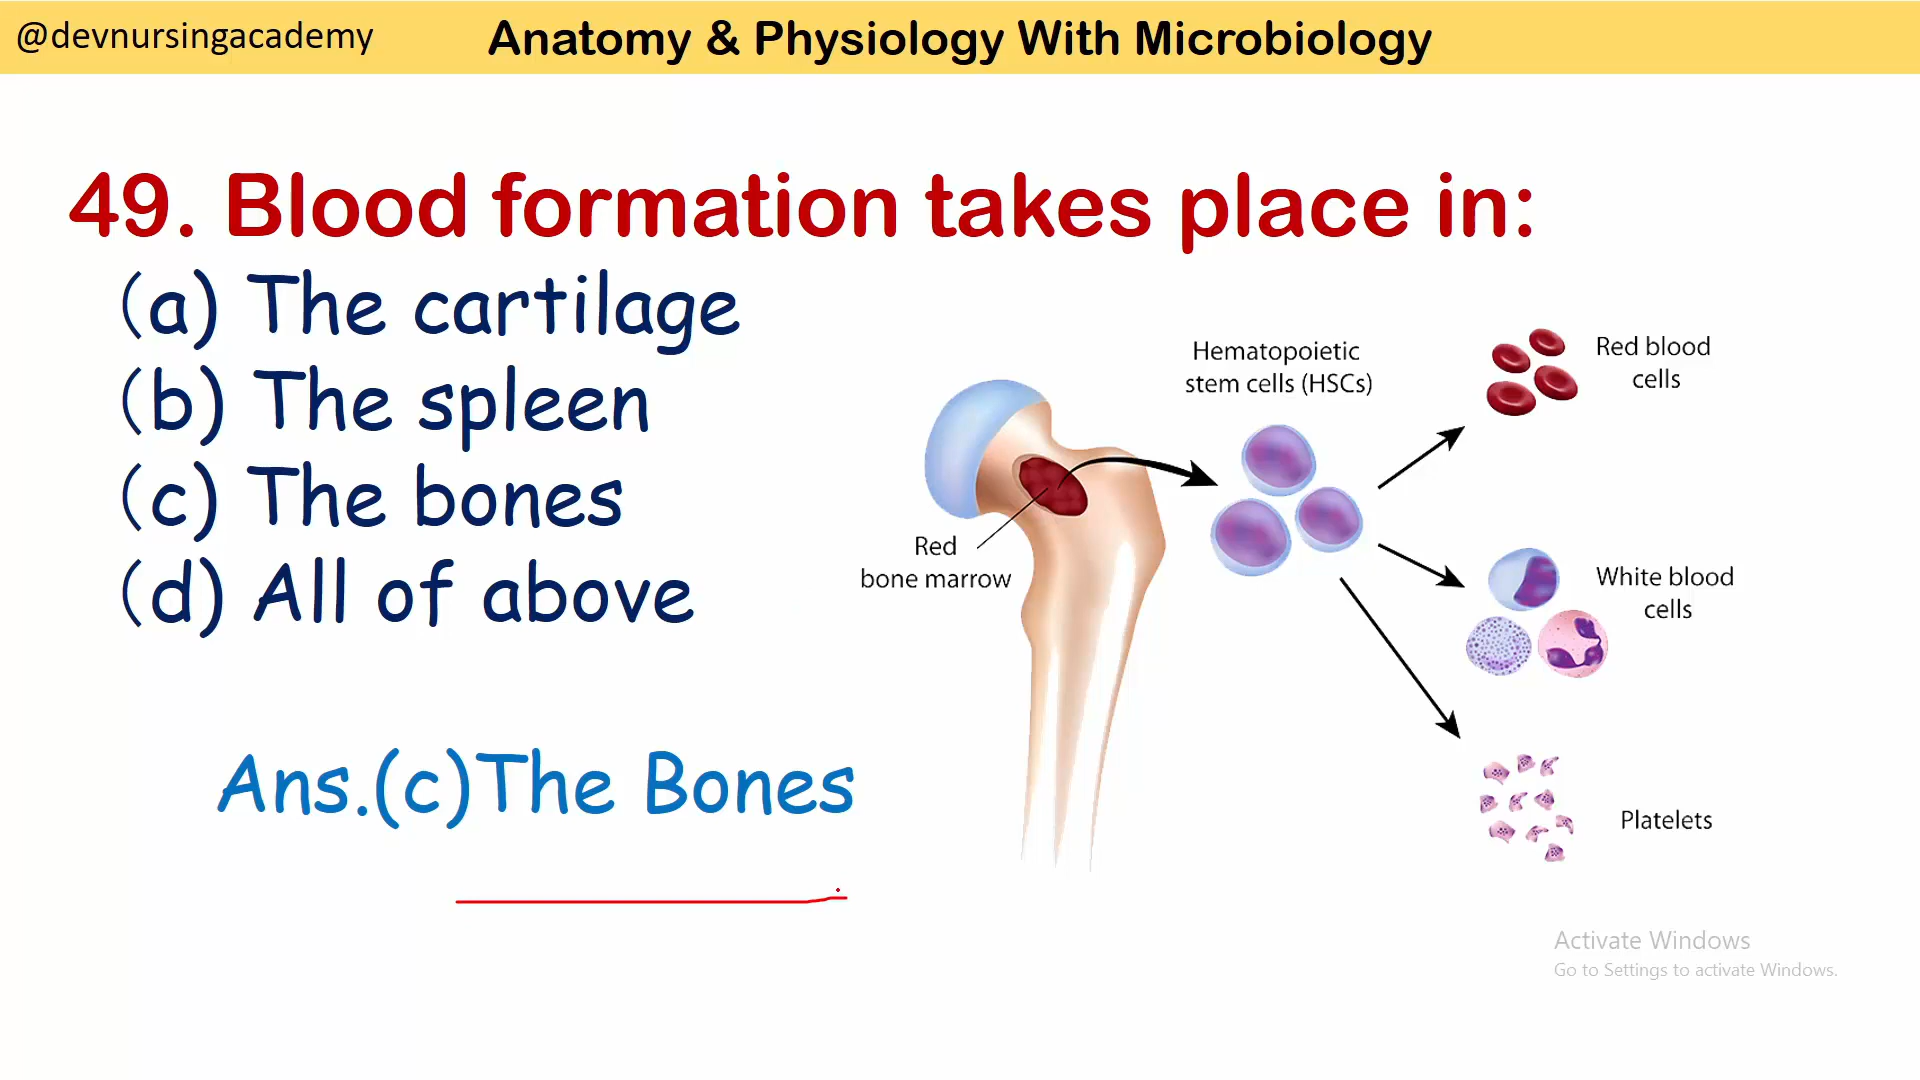 @devnursingacademy
Anatomy & Physiology With Microbiology
49. Blood formation takes place in:
(a) The cartilage
(b) The spleen
(c) The bones
(d) All of above
Ans.(c)The Bones
Red
bone marrow
Hematopoietic
stem cells (HSCs)
Red blood
cells
White blood
cells
Platelets
Activate Windows
Go to Settings to activate Windows.